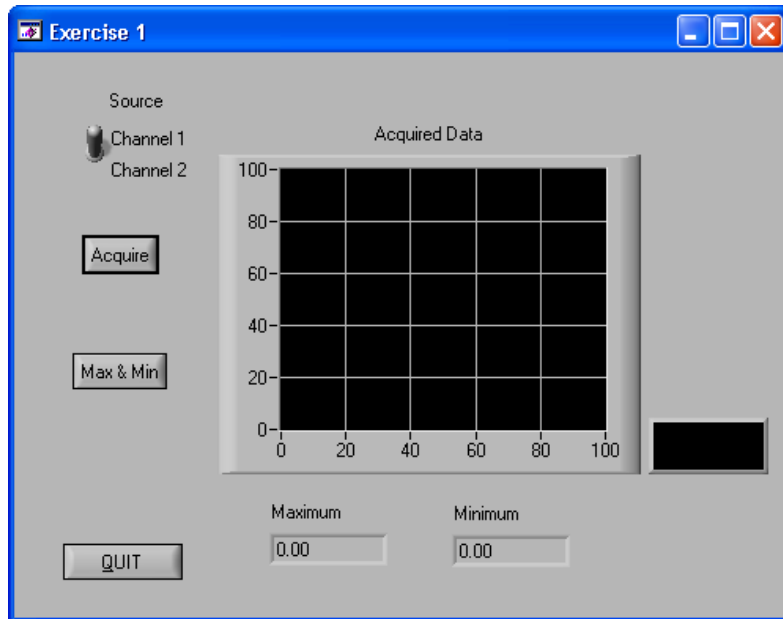 Exercise 1
Source
Channel 1
Channel 2
Acquired Data
100
80
60
40
20
0
0 20 40 60 80 100
Acquire
Max & Min
Maximum Minimum
0.00 0.00
QUIT